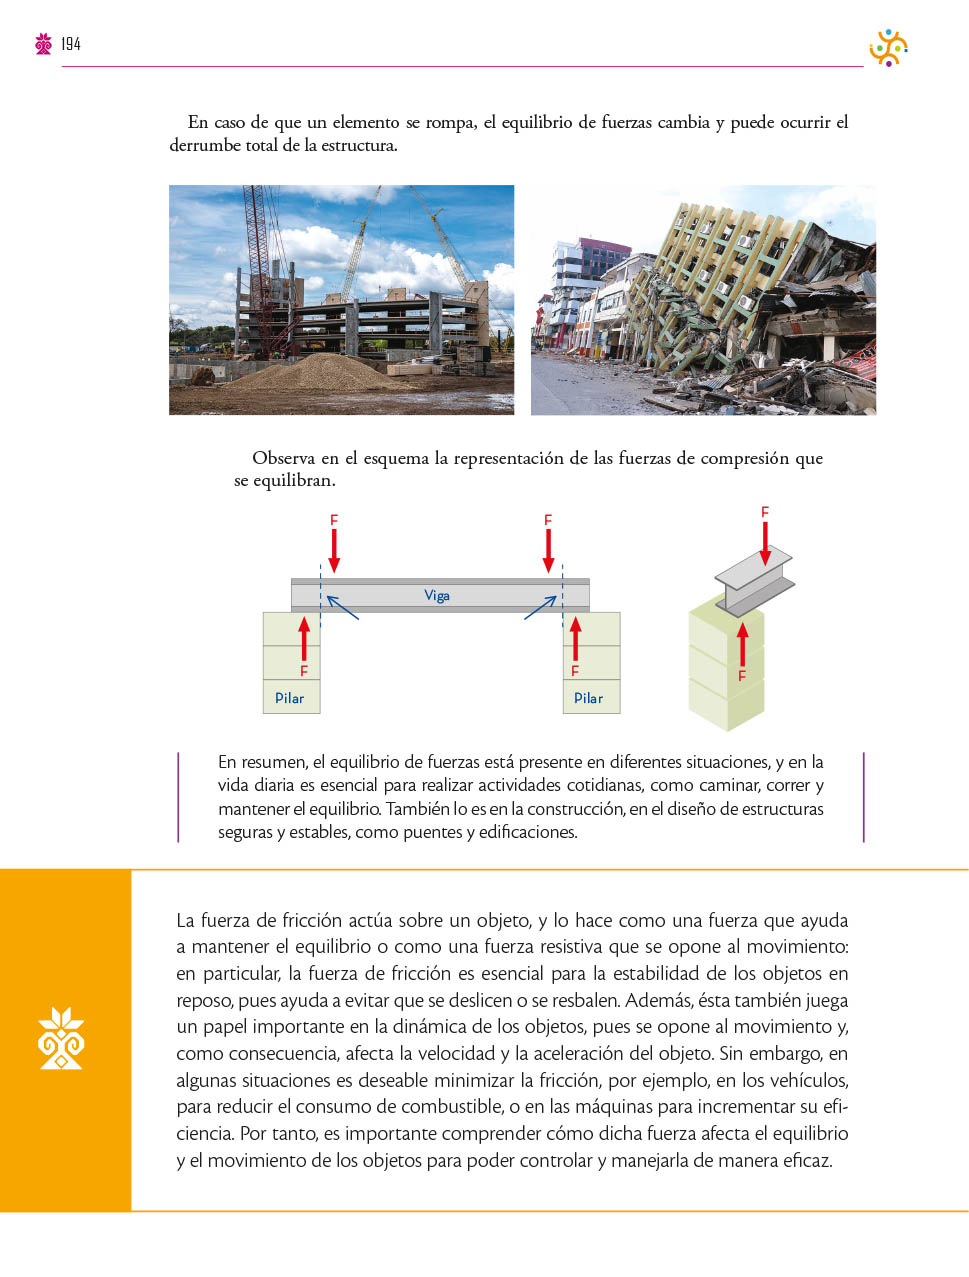 194
En caso de que un elemento se rompa, el equilibrio de fuerzas cambia y puede ocurrir el
derrumbe total de la estructura.
Observa en el esquema la representación de las fuerzas de compresión que
se equilibran.
F
F
F
Viga
F
F
F
Pilar
Pilar
En resumen, el equilibrio de fuerzas está presente en diferentes situaciones, y en la
vida diaria es esencial para realizar actividades cotidianas, como caminar, correr y
mantener el equilibrio. También lo es en la construcción, en el diseño de estructuras
seguras y estables, como puentes y edificaciones.
La fuerza de fricción actúa sobre un objeto, y lo hace como una fuerza que ayuda
a mantener el equilibrio o como una fuerza resistiva que se opone al movimiento:
en particular, la fuerza de fricción es esencial para la estabilidad de los objetos en
reposo, pues ayuda a evitar que se deslicen o se resbalen. Además, ésta también juega
un papel importante en la dinámica de los objetos, pues se opone al movimiento y,
como consecuencia, afecta la velocidad y la aceleración del objeto. Sin embargo, en
algunas situaciones es deseable minimizar la fricción, por ejemplo, en los vehículos,
para reducir el consumo de combustible, o en las máquinas para incrementar su efi-
ciencia. Por tanto, es importante comprender cómo dicha fuerza afecta el equilibrio
y el movimiento de los objetos para poder controlar y manejarla de manera eficaz.